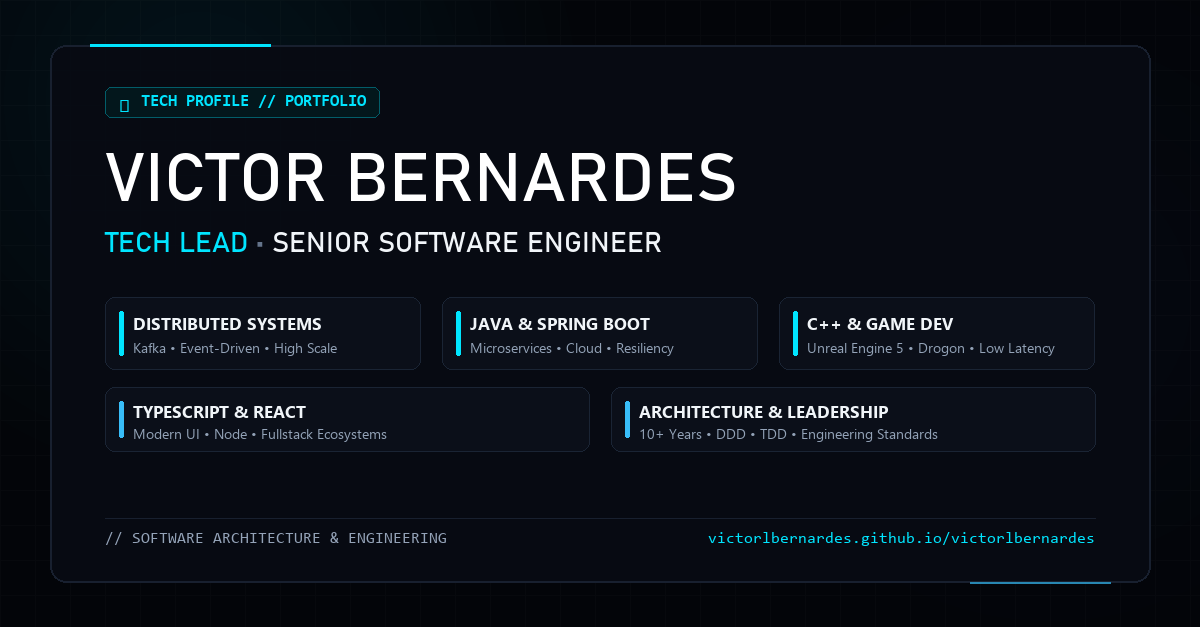 TECH PROFILE // PORTFOLIO
VICTOR BERNARDES
TECH LEAD · SENIOR SOFTWARE ENGINEER
DISTRIBUTED SYSTEMS
Kafka • Event-Driven • High Scale
JAVA & SPRING BOOT
Microservices • Cloud • Resiliency
C++ & GAME DEV
Unreal Engine 5 • Drogon • Low Latency
TYPESCRIPT & REACT
Modern UI • Node • Fullstack Ecosystems
ARCHITECTURE & LEADERSHIP
10+ Years • DDD • TDD • Engineering Standards
// SOFTWARE ARCHITECTURE & ENGINEERING
victorlbernardes.github.io/victorlbernardes